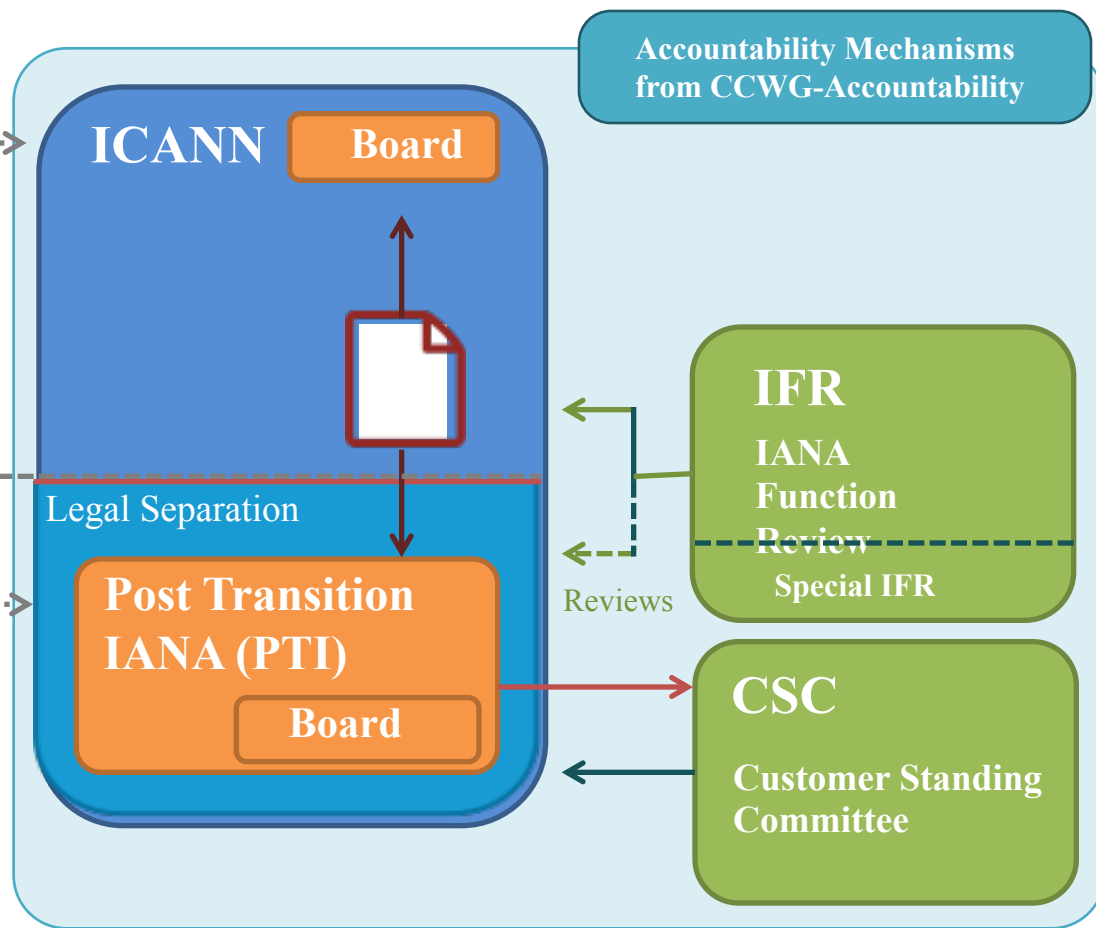 Accountability Mechanisms
from CCWG-Accountability
ICANN
Board
IFR
IANA
Function
Review
Special IFR
Legal Separation
Reviews
Post Transition
IANA (PTI)
Board
CSC
Customer Standing
Committee